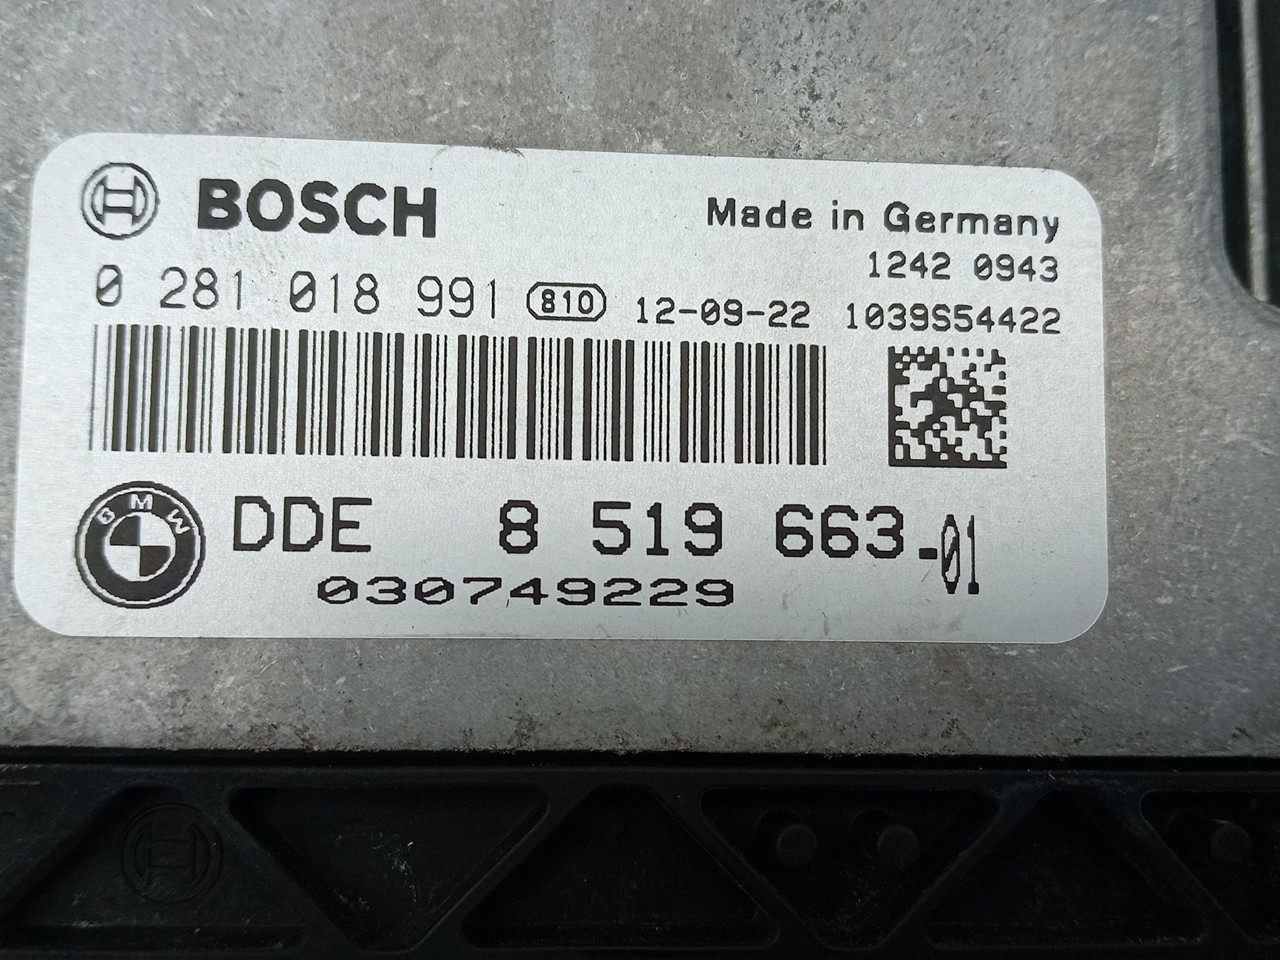 BOSCH
Made in Germany
1242 0943
0 281 018 991 810 12-09-22 1039S54422
BMW
DDE 8 519 663-01
030749229